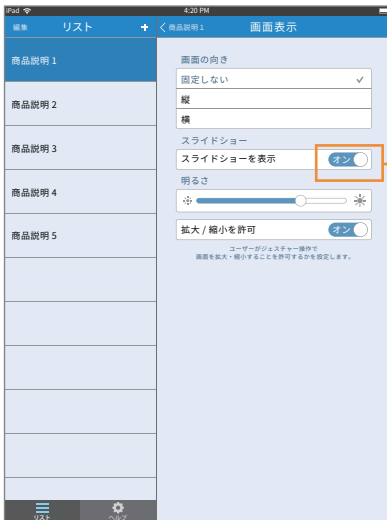 iPad
4:20 PM
編集
リスト
+
商品説明1
画面表示
商品説明 1
商品説明 2
商品説明 3
商品説明 4
商品説明 5
画面の向き
固定しない
縦
横
スライドショー
スライドショーを表示
オン
明るさ
拡大 / 縮小を許可
オン
ユーザーがジェスチャー操作で
画面を拡大・縮小することを許可するかを設定します。
リスト
ヘルプ